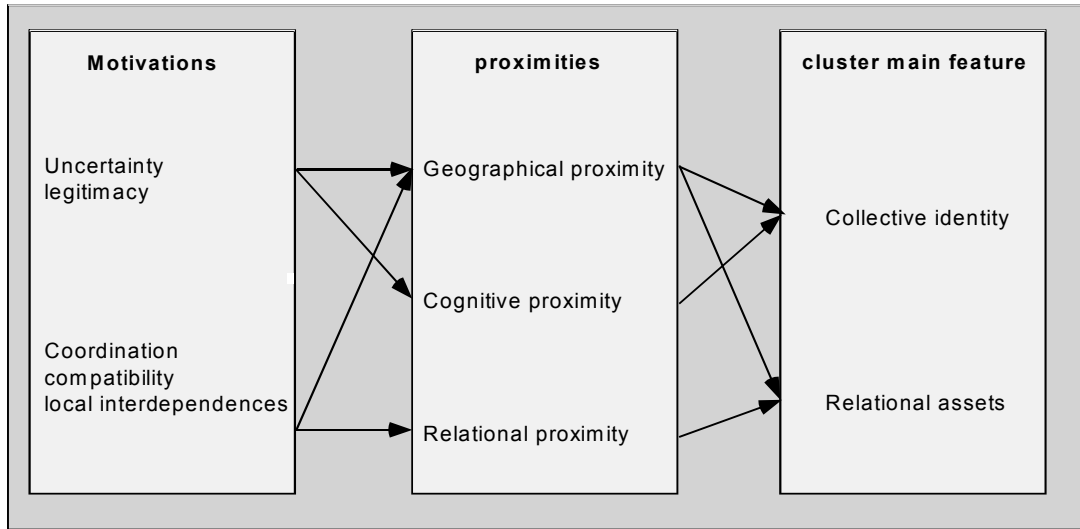 Motivations
Uncertainty
legitimacy
Coordination
compatibility
local interdependences
proximities
Geographical proximity
Cognitive proximity
Relational proximity
cluster main feature
Collective identity
Relational assets